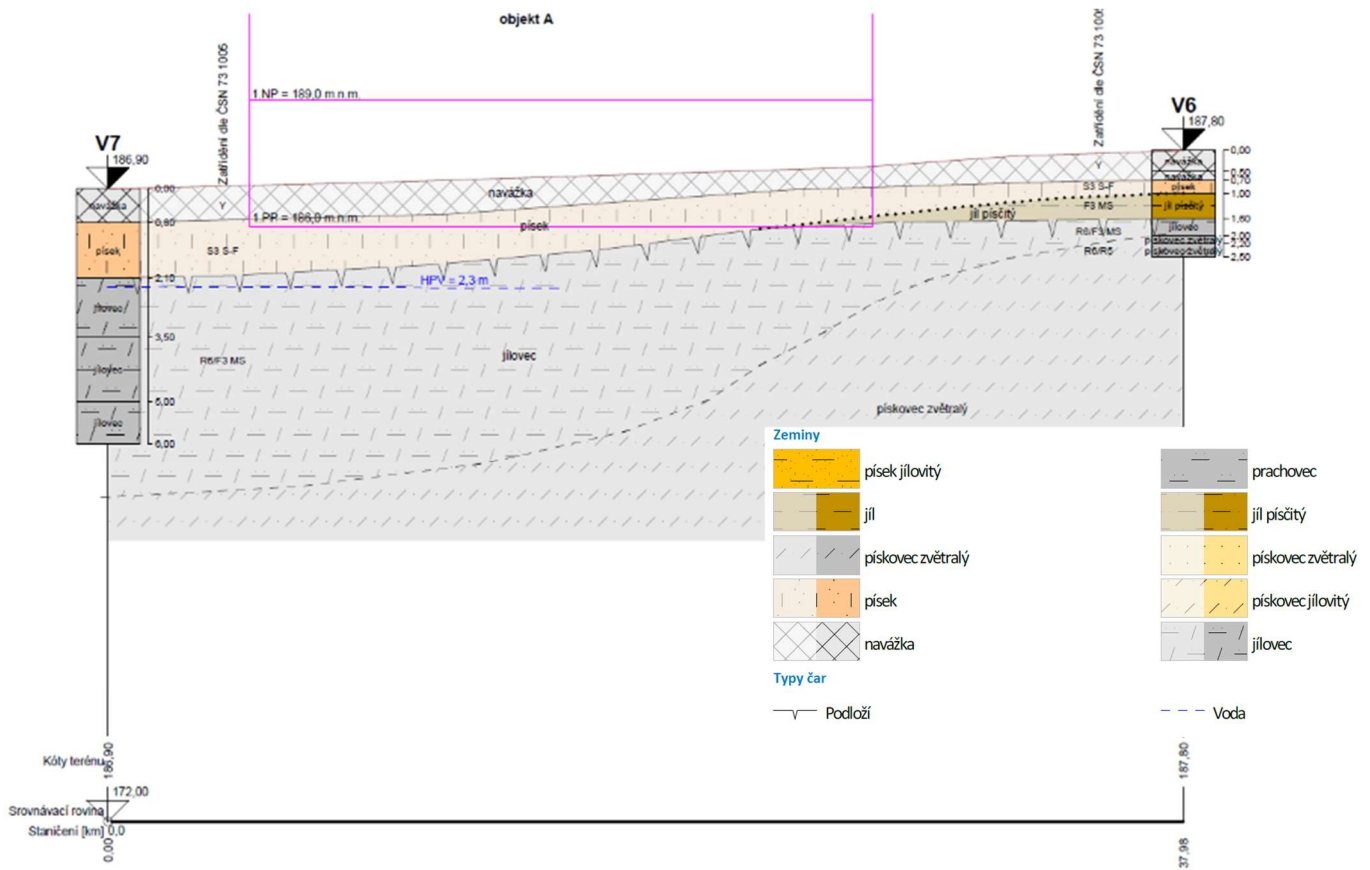 objekt A
Zatřídění dle ČSN 73 1005
Zatřídění dle ČSN 73 1005
1 NP = 189,0 m n.m.
V6
187,80
V7
186,90
0,00
navážka
0,80
písek
2,10
jílovec
3,50
jílovec
5,00
jílovec
6,00
Y
navážka
1.PP = 186,0 m n.m.
písek
S3 S-F
HPV = 2,3 m
R6/F3 MS
jílovec
pískovec zvětralý
Y
S3 S-F
jíl písčitý
F3 MS
R6/F3/MS
R6/R5
0,00
navážka
0,50
navážka
0,70
písek
1,00
jíl písčitý
1,60
jílovec
2,00
pískovec zvětralý
pískovec zvětralý
2,50
Zeminy
písek jílovitý
prachovec
jíl
jíl písčitý
pískovec zvětralý
pískovec zvětralý
písek
pískovec jílovitý
navážka
jílovec
Typy čar
Podloží
Voda
Kóty terénu
186,90
187,80
172,00
Srovnávací rovina
Staničení [km] 0,0
0,00
37,98